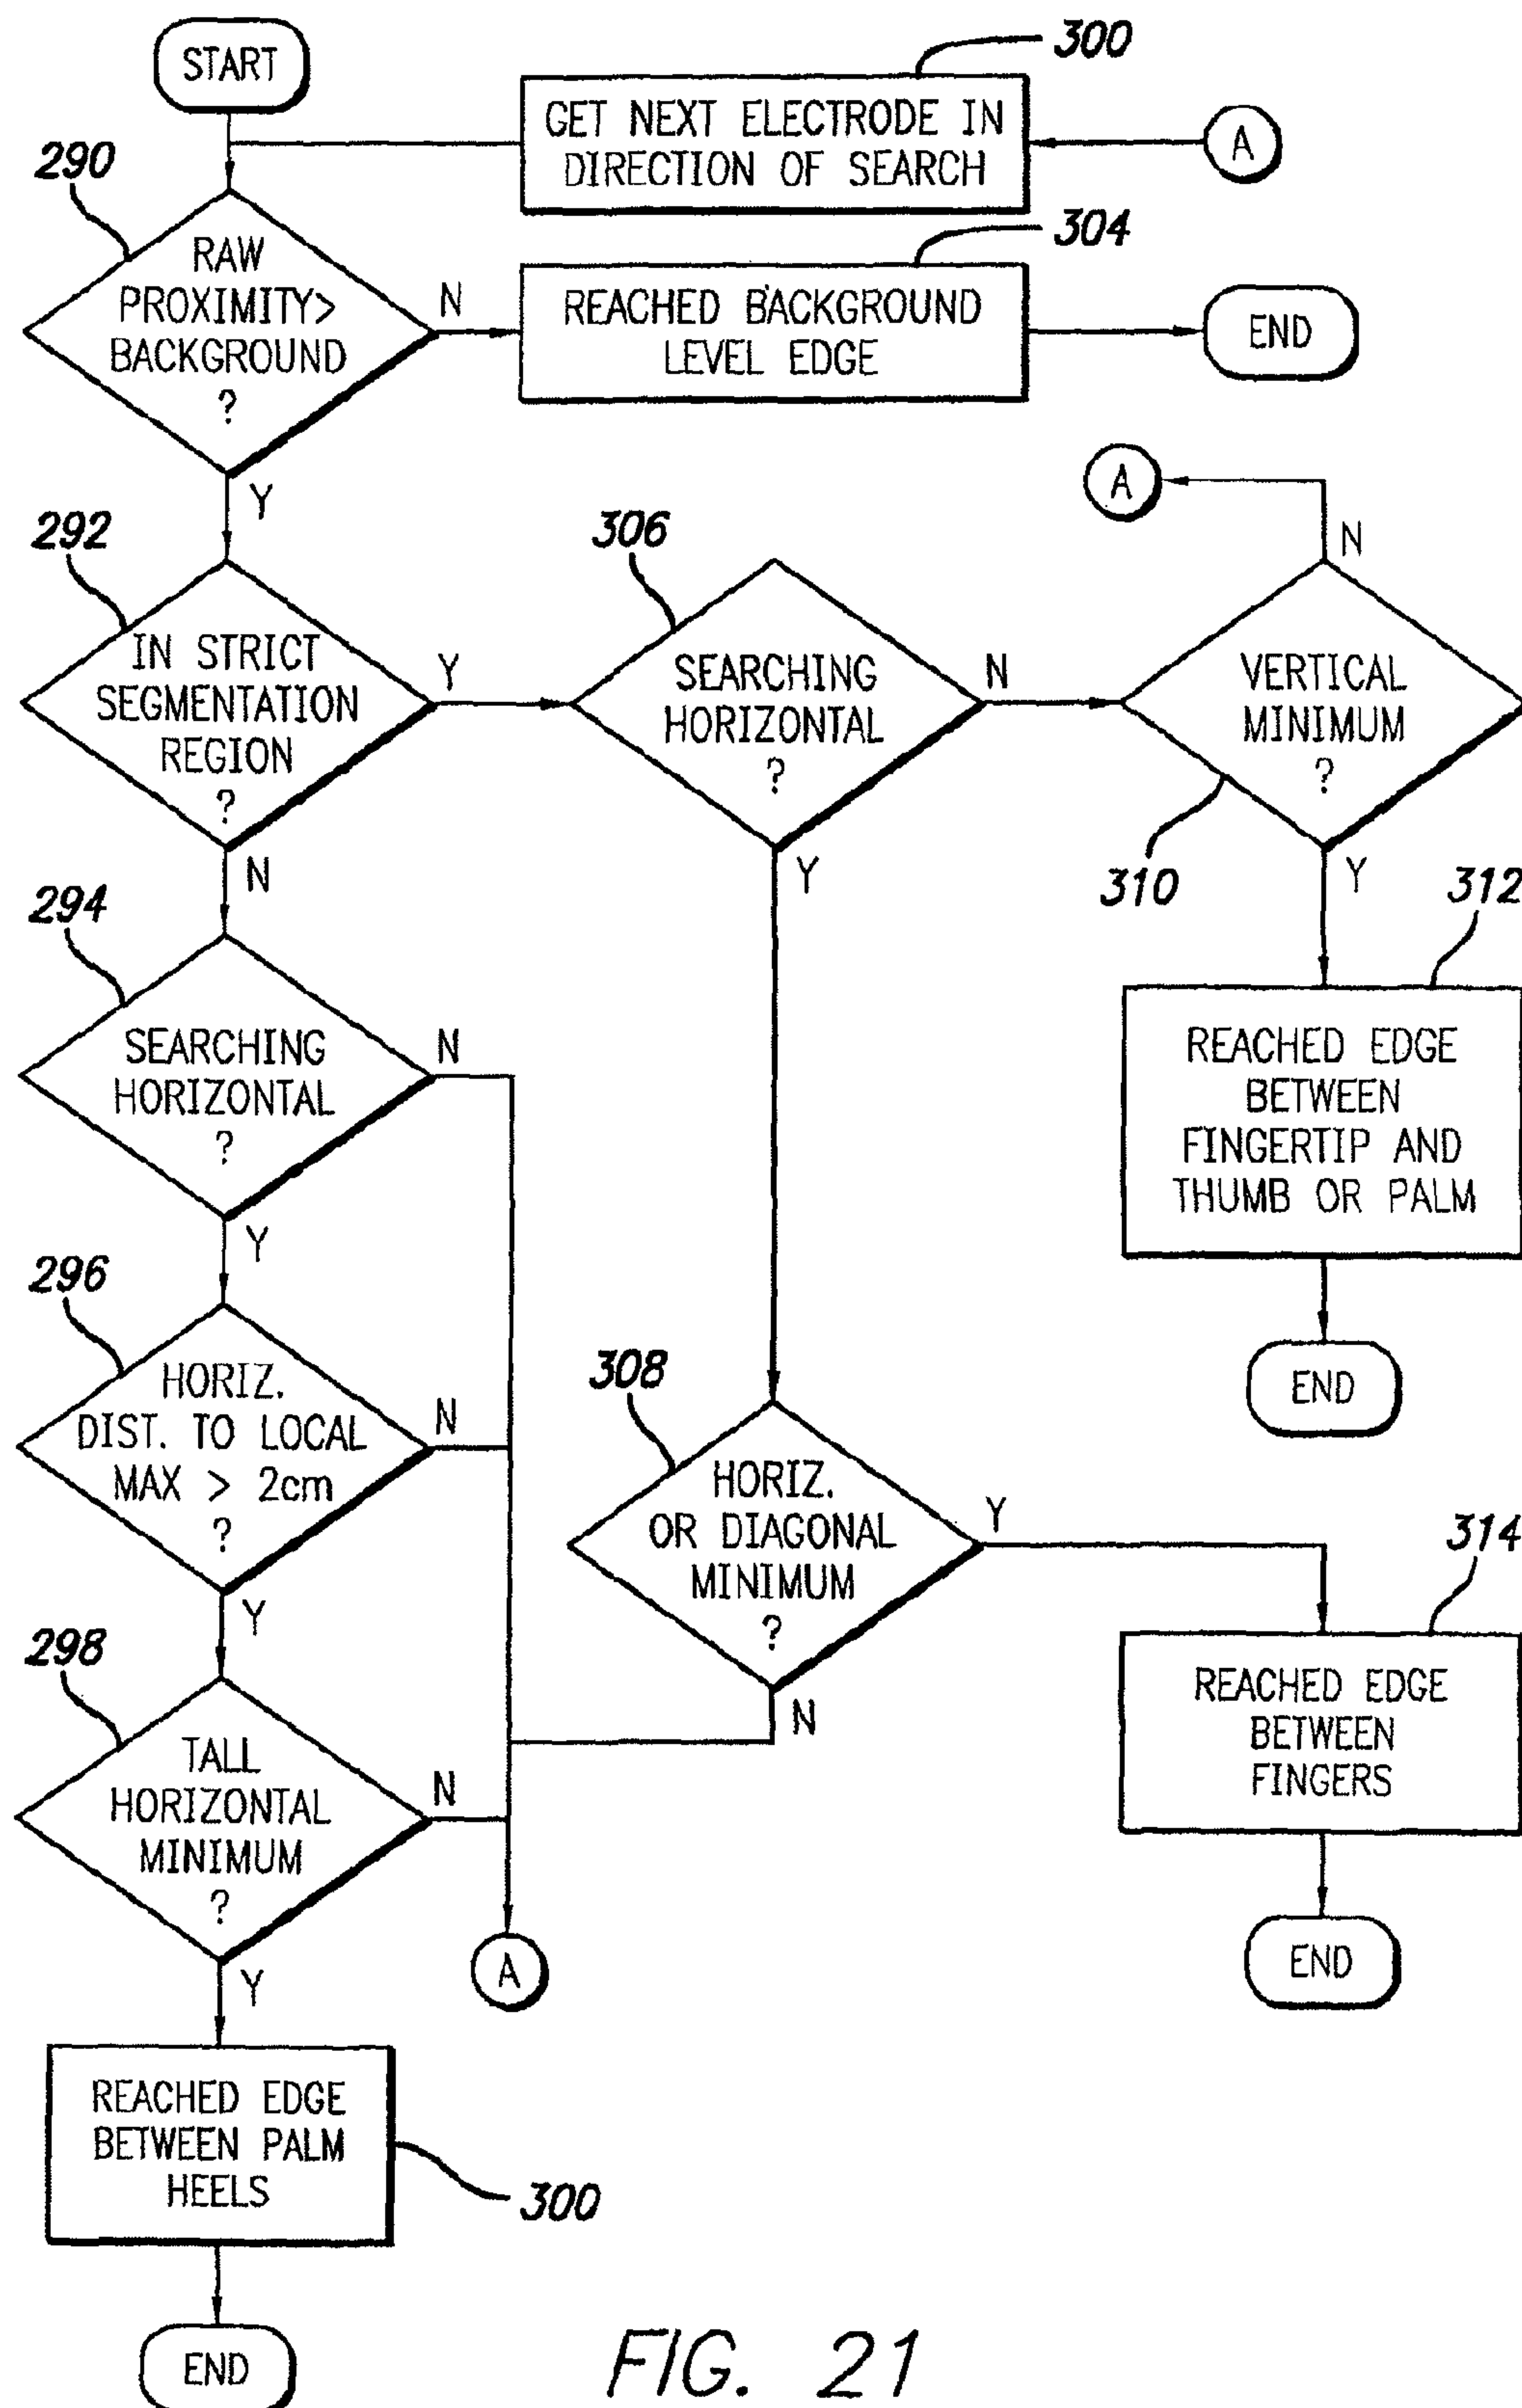 START
300
GET NEXT ELECTRODE IN
DIRECTION OF SEARCH
A
290
RAW
PROXIMITY>
BACKGROUND
?
N
304
REACHED BACKGROUND
LEVEL EDGE
END
Y
292
IN STRICT
SEGMENTATION
REGION
?
Y
306
SEARCHING
HORIZONTAL
?
N
A
N
VERTICAL
MINIMUM
?
310
N
Y
Y
312
REACHED EDGE
BETWEEN
FINGERTIP AND
THUMB OR PALM
END
294
SEARCHING
HORIZONTAL
?
N
Y
296
HORIZ.
DIST. TO LOCAL
MAX > 2cm
?
N
Y
308
HORIZ.
OR DIAGONAL
MINIMUM
?
Y
N
314
REACHED EDGE
BETWEEN
FINGERS
END
298
TALL
HORIZONTAL
MINIMUM
?
N
A
Y
REACHED EDGE
BETWEEN PALM
HEELS
300
END
FIG. 21